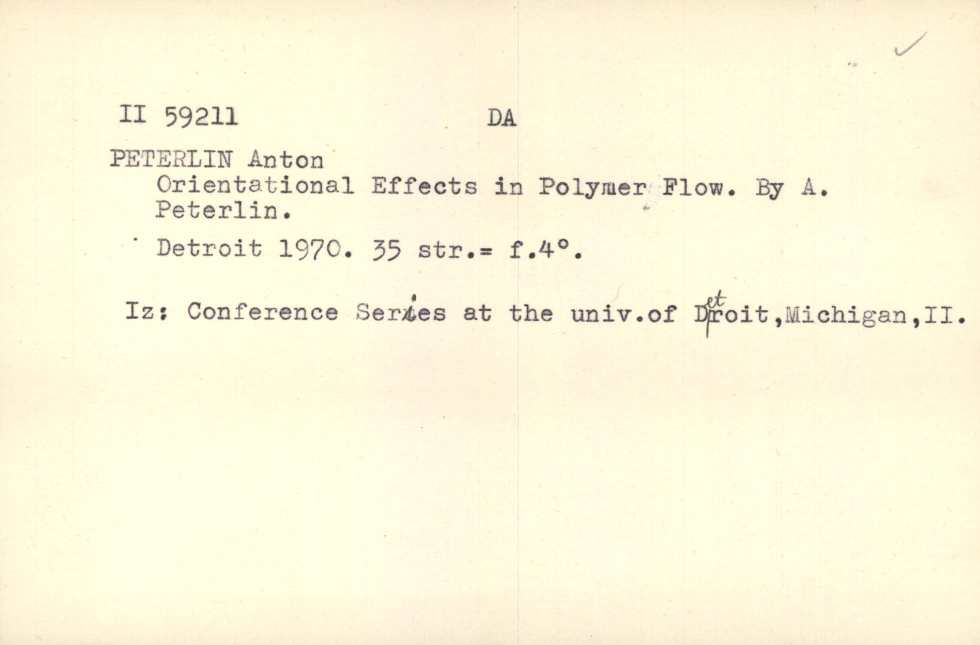 II 59211 DA
PETERLIN Anton
Orientational Effects in Polymer Flow. By A.
Peterlin.
Detroit 1970. 35 str.= f.4°.
Iz: Conference Series at the univ.of Detroit,Michigan,II.